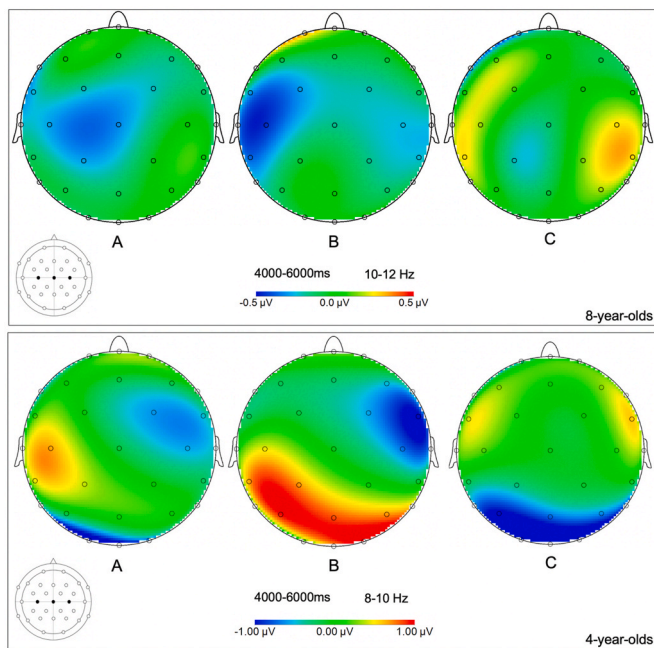 A
B
C
4000-6000ms 10-12 Hz
-0.5 μV 0.0 μV 0.5 μV
8-year-olds
A
B
C
4000-6000ms 8-10 Hz
-1.00 μV 0.00 μV 1.00 μV
4-year-olds